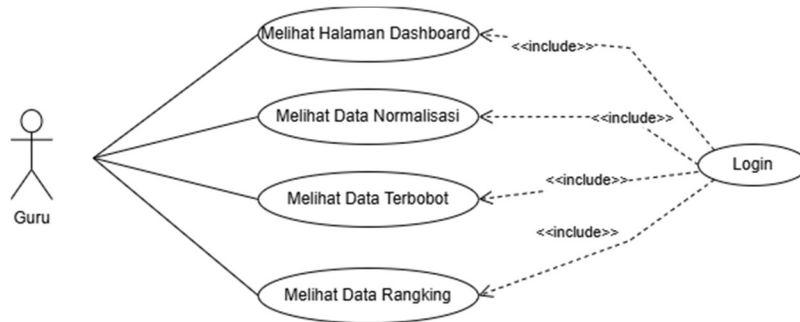 Melihat Halaman Dashboard
<<include>>
Melihat Data Normalisasi
<<include>>
Login
Melihat Data Terbobot
<<include>>
Guru
<<include>>
Melihat Data Rangking